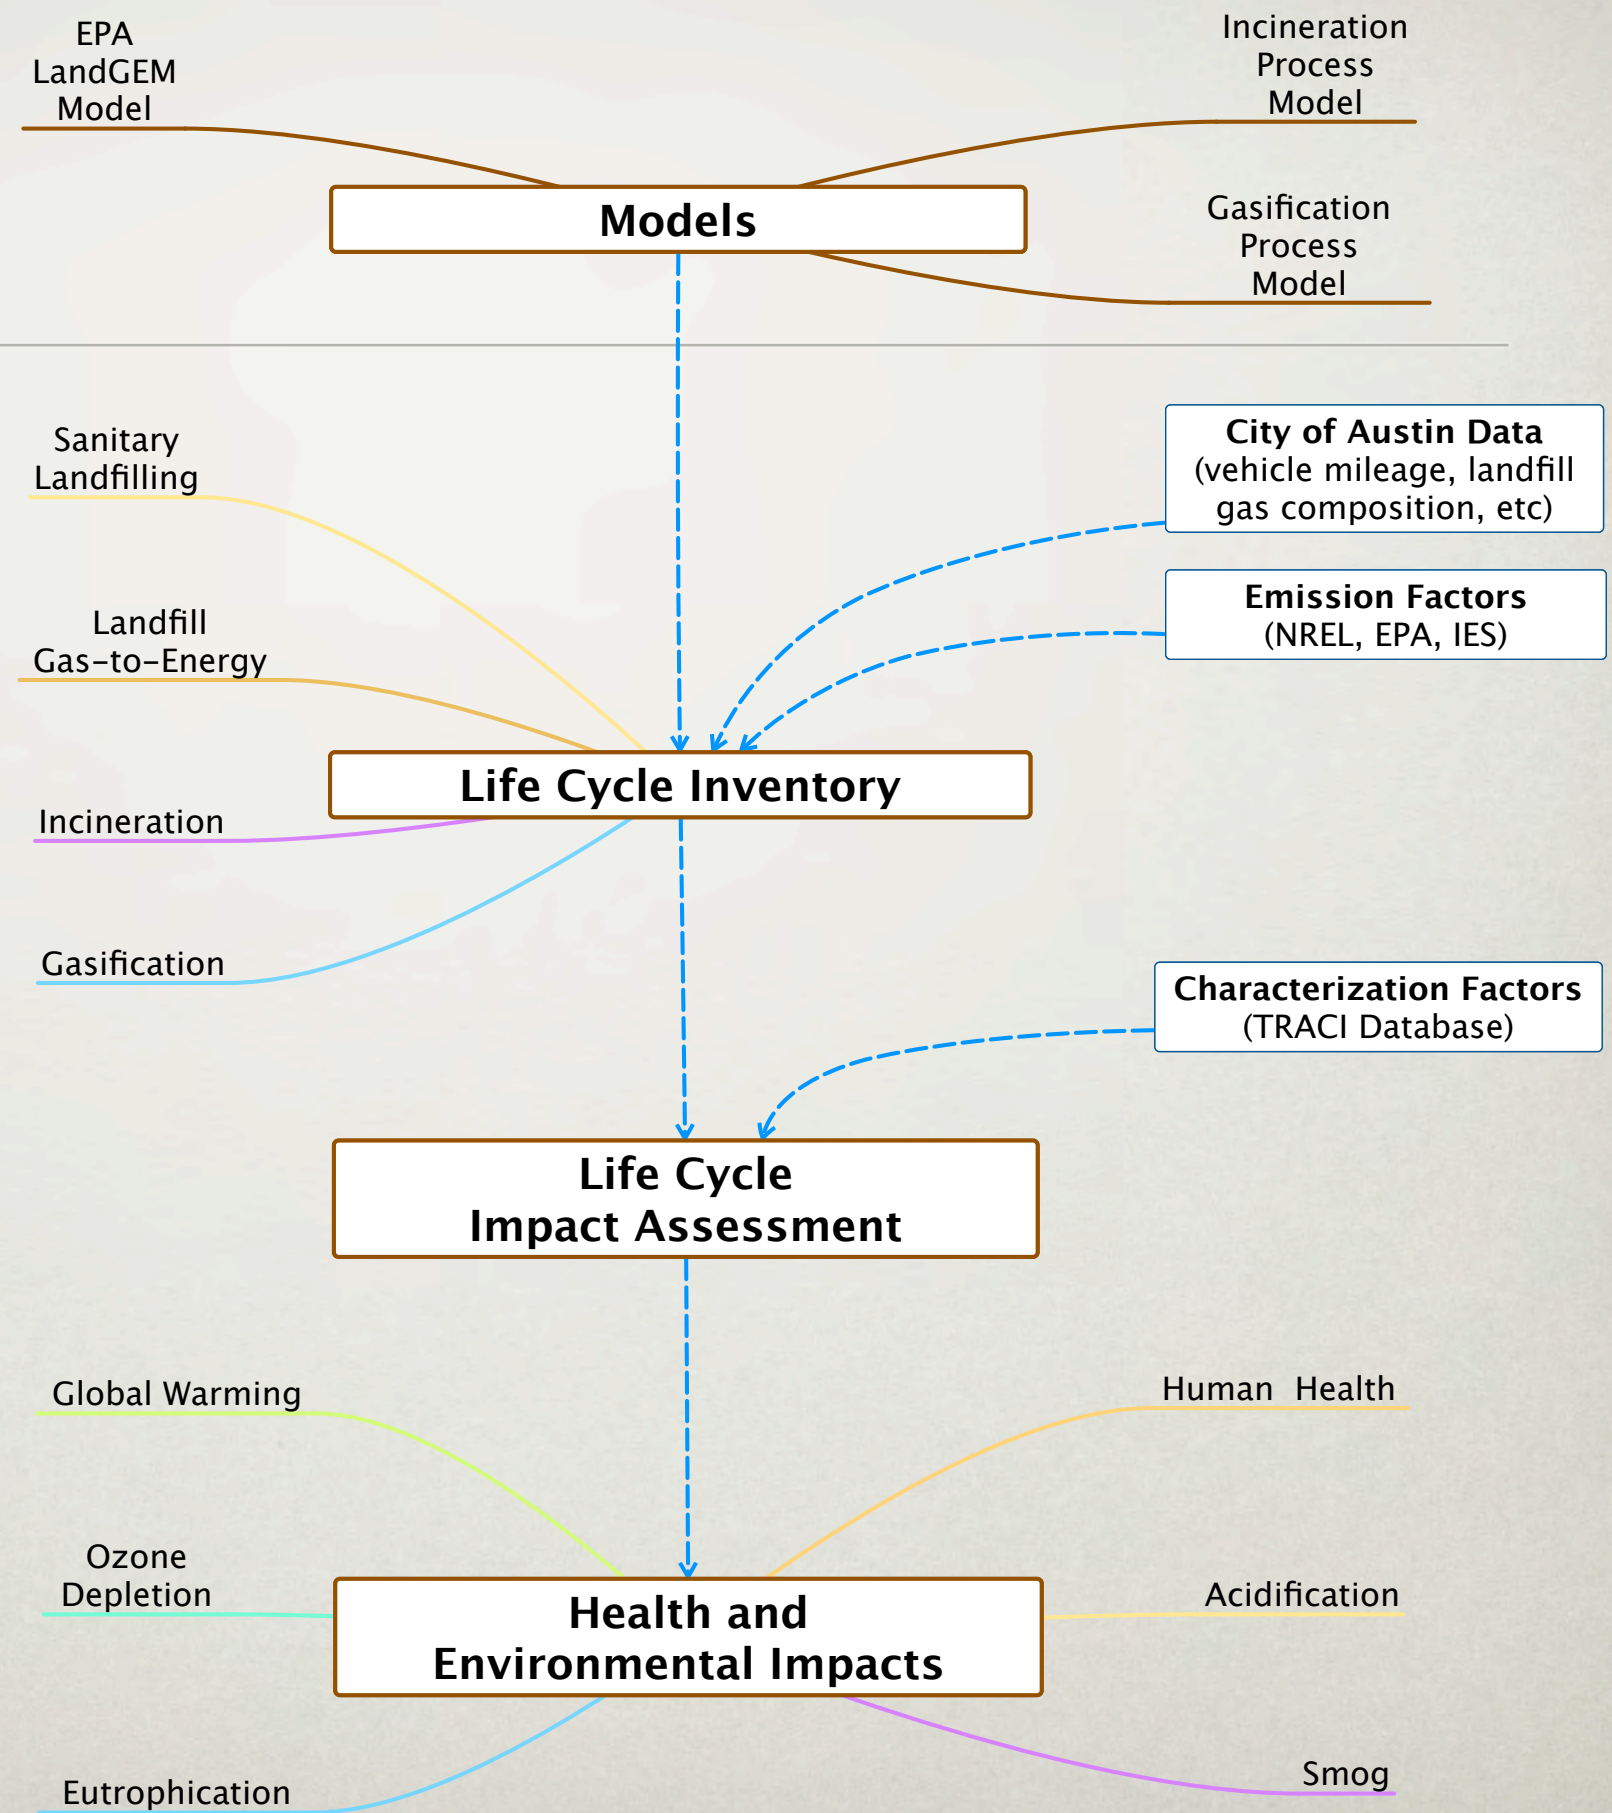 EPA
LandGEM
Model
Incineration
Process
Model
Models
Gasification
Process
Model
Sanitary
Landfilling
City of Austin Data
(vehicle mileage, landfill
gas composition, etc)
Emission Factors
(NREL, EPA, IES)
Landfill
Gas-to-Energy
Life Cycle Inventory
Incineration
Gasification
Characterization Factors
(TRACI Database)
Life Cycle
Impact Assessment
Global Warming
Human Health
Ozone
Depletion
Health and
Environmental Impacts
Acidification
Eutrophication
Smog